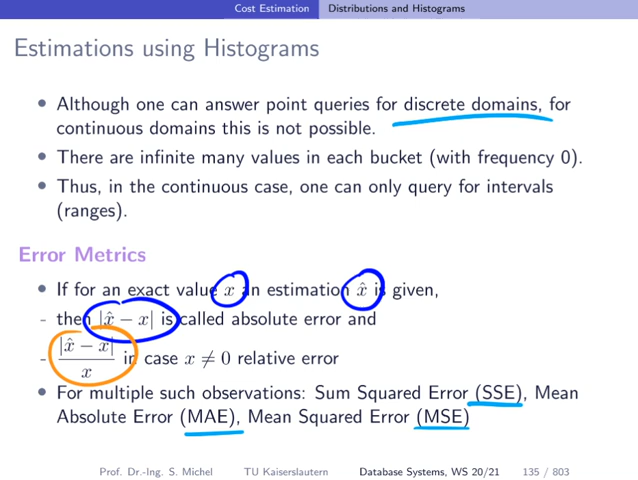 Cost Estimation Distributions and Histograms
Estimations using Histograms
• Although one can answer point queries for discrete domains, for
continuous domains this is not possible.
• There are infinite many values in each bucket (with frequency 0).
• Thus, in the continuous case, one can only query for intervals
(ranges).
Error Metrics
• If for an exact value x an estimation x̂ is given,
- then |x̂ − x| is called absolute error and
- |x̂ − x| / x in case x ≠ 0 relative error
• For multiple such observations: Sum Squared Error (SSE), Mean
Absolute Error (MAE), Mean Squared Error (MSE)
Prof. Dr.-Ing. S. Michel TU Kaiserslautern Database Systems, WS 20/21 135 / 803